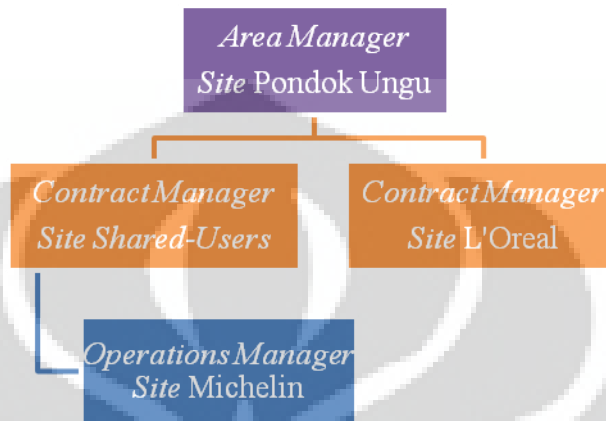 Area Manager
Site Pondok Ungu
Contract Manager
Site Shared-Users
Contract Manager
Site L'Oreal
Operations Manager
Site Michelin